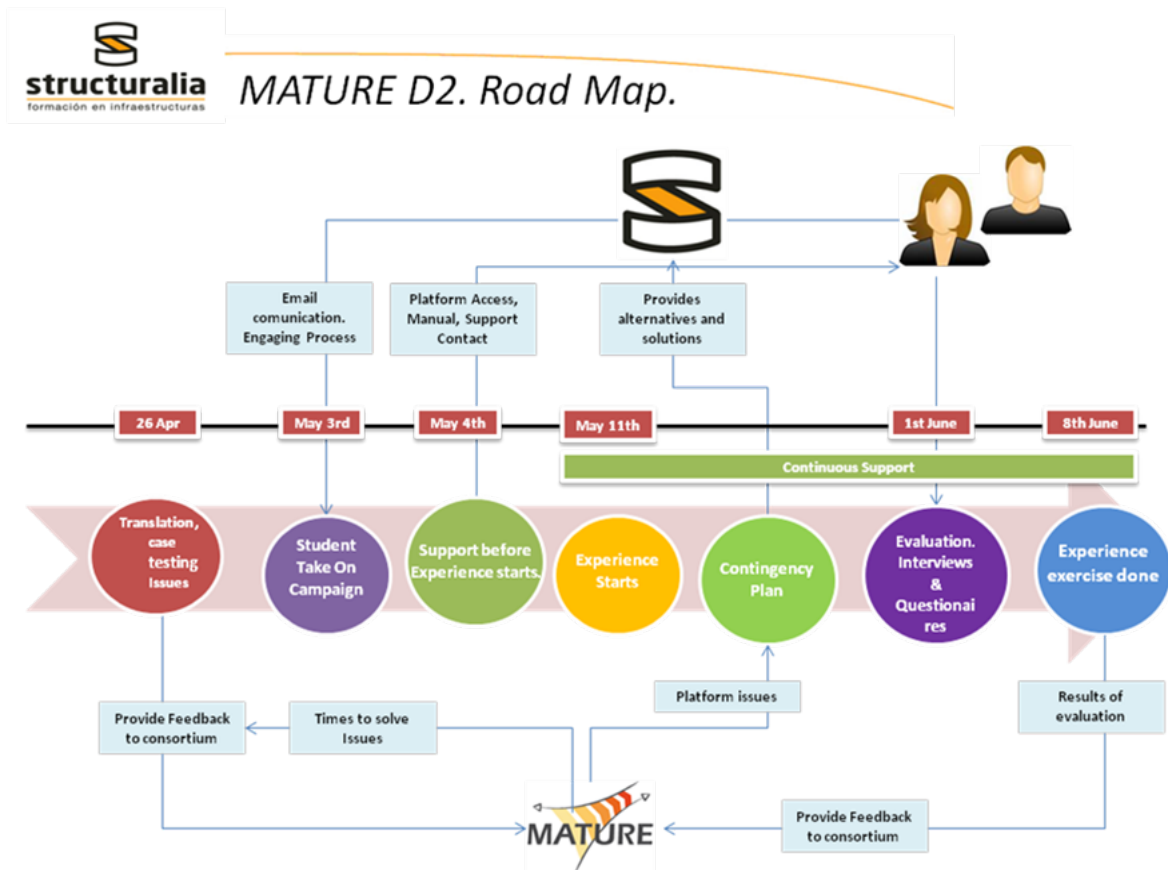 structuralia
formación en infraestructuras
MATURE D2. Road Map.
Email
comunication.
Engaging Process
Platform Access,
Manual, Support
Contact
Provides
alternatives and
solutions
26 Apr
May 3rd
May 4th
May 11th
1st June
8th June
Continuous Support
Translation,
case
testing
Issues
Student
Take On
Campaign
Support before
Experience starts.
Experience
Starts
Contingency
Plan
Evaluation.
Interviews
&
Questionai
res
Experience
exercise done
Provide Feedback
to consortium
Times to solve
Issues
Platform issues
Results of
evaluation
MATURE
Provide Feedback
to consortium